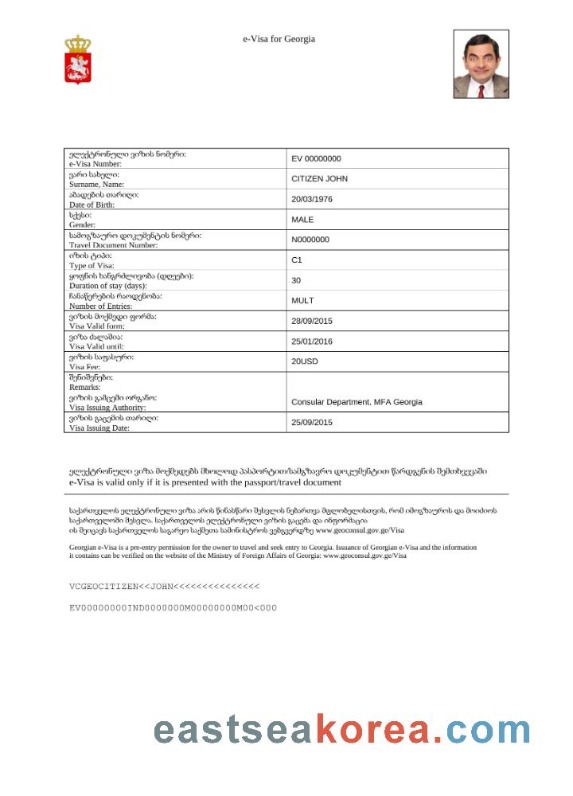 e-Visa for Georgia
ელექტრონული ვიზის ნომერი:
e-Visa Number:
EV 00000000
გვარი სახელი:
Surname, Name:
CITIZEN JOHN
დაბადების თარიღი:
Date of Birth:
20/03/1976
სქესი:
Gender:
MALE
სამოგზაურო დოკუმენტის ნომერი:
Travel Document Number:
N0000000
ვიზის ტიპი:
Type of Visa:
C1
ყოფნის ხანგრძლივობა (დღეები):
Duration of stay (days):
30
ჩანაწერების რაოდენობა:
Number of Entries:
MULT
ვიზის მოქმედი ფორმა:
Visa Valid form:
28/09/2015
ვიზა ძალაშია:
Visa Valid until:
25/01/2016
ვიზის საფასური:
Visa Fee:
20USD
შენიშვნები:
Remarks:
ვიზის გამცემი ორგანო:
Visa Issuing Authority:
Consular Department, MFA Georgia
ვიზის გაცემის თარიღი:
Visa Issuing Date:
25/09/2015
ელექტრონული ვიზა მოქმედებს მხოლოდ პასპორტით/სამგზავრო დოკუმენტით წარდგენის შემთხვევაში
e-Visa is valid only if it is presented with the passport/travel document
საქართველოს ელექტრონული ვიზა არის წინასწარი შესვლის ნებართვა მფლობელისთვის, რომ იმოგზაუროს და მოიძიოს
საქართველოში შესვლა. საქართველოს ელექტრონული ვიზის გაცემა და ინფორმაცია
ის შეიცავს საქართველოს საგარეო საქმეთა სამინისტროს ვებგვერდზე www.geoconsul.gov.ge/Visa
Georgian e-Visa is a pre-entry permission for the owner to travel and seek entry to Georgia. Issuance of Georgian e-Visa and the information
it contains can be verified on the website of the Ministry of Foreign Affairs of Georgia: www.geoconsul.gov.ge/Visa
VCGEOCITIZEN<<JOHN<<<<<<<<<<<<<<<
EV00000000IND0000000M00000000M00<000
eastseakorea.com